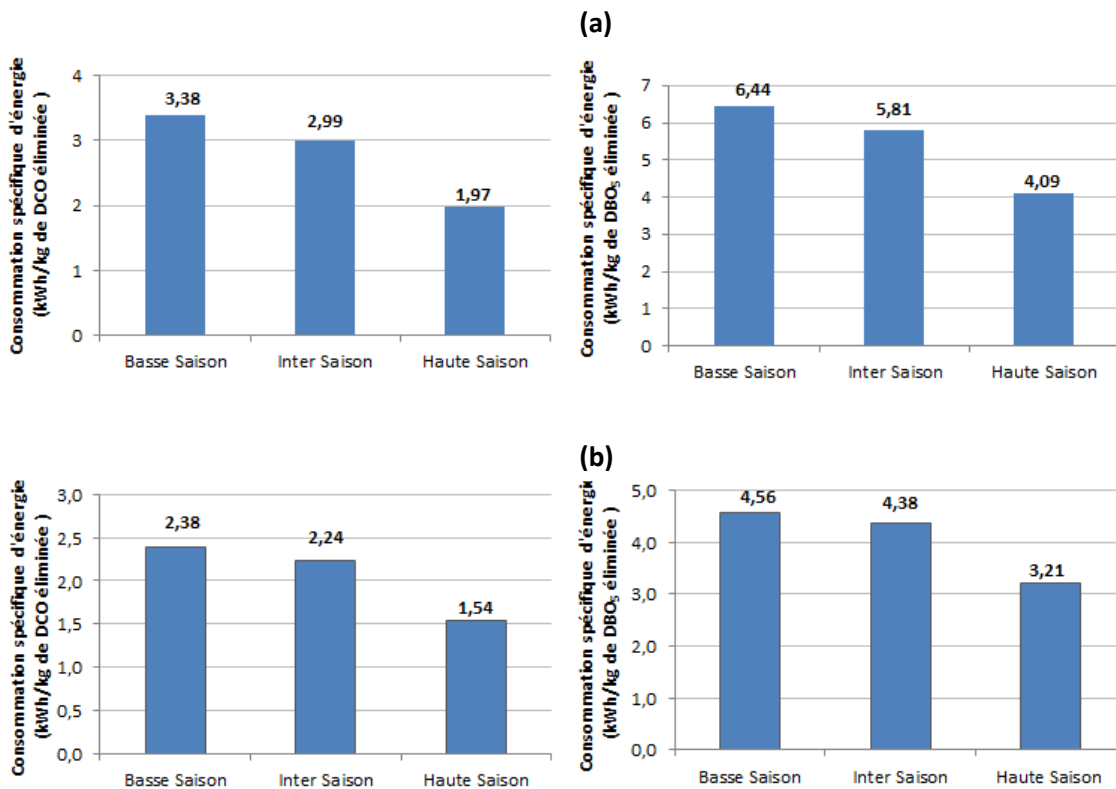 (a)
Consommation spécifique d'énergie
(kWh/kg de DCO éliminée )
4
3
2
1
0
3,38
2,99
1,97
Basse Saison
Inter Saison
Haute Saison
Consommation spécifique d'énergie
(kWh/kg de DBO₅ éliminée )
7
6
5
4
3
2
1
0
6,44
5,81
4,09
Basse Saison
Inter Saison
Haute Saison
(b)
Consommation spécifique d'énergie
(kWh/kg de DCO éliminée )
3,0
2,5
2,0
1,5
1,0
0,5
0,0
2,38
2,24
1,54
Basse Saison
Inter Saison
Haute Saison
Consommation spécifique d'énergie
(kWh/kg de DBO₅ éliminée )
5,0
4,0
3,0
2,0
1,0
0,0
4,56
4,38
3,21
Basse Saison
Inter Saison
Haute Saison